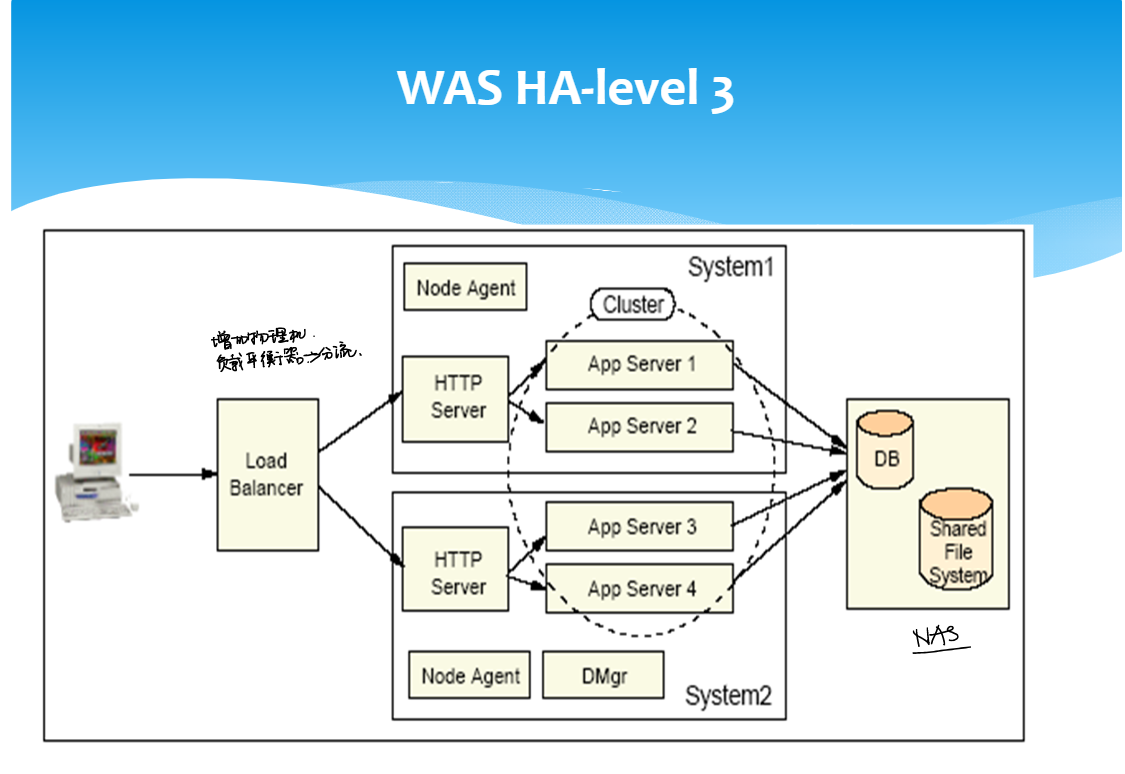 WAS HA-level 3
System1
Node Agent
Cluster
增加物理机.
负载平衡器→分流.
HTTP
Server
App Server 1
App Server 2
Load
Balancer
DB
HTTP
Server
App Server 3
App Server 4
Shared
File
System
NAS
Node Agent
DMgr
System2